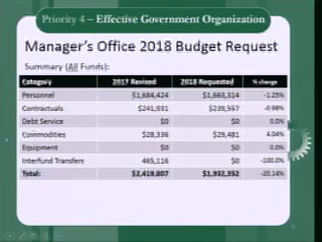 Priority 4 – Effective Government Organization
Manager's Office 2018 Budget Request
Summary (All Funds):
Category 2017 Revised 2018 Requested % change
Personnel $1,684,424 $1,663,314 -1.25%
Contractuals $241,931 $239,557 -0.98%
Debt Service $0 $0 0.0%
Commodities $28,336 $29,481 4.04%
Equipment $0 $0 0.0%
Interfund Transfers 465,116 $0 -100.0%
Total: $2,419,807 $1,932,352 -20.14%